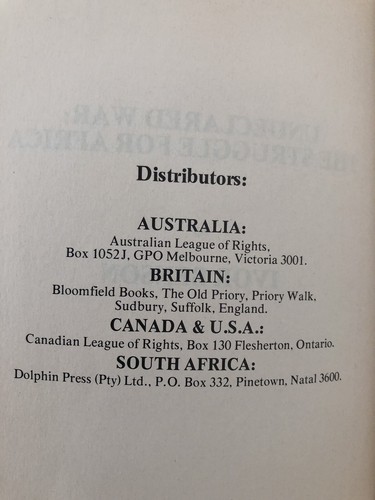 Distributors:
AUSTRALIA:
Australian League of Rights,
Box 1052J, GPO Melbourne, Victoria 3001.
BRITAIN:
Bloomfield Books, The Old Priory, Priory Walk,
Sudbury, Suffolk, England.
CANADA & U.S.A.:
Canadian League of Rights, Box 130 Flesherton, Ontario.
SOUTH AFRICA:
Dolphin Press (Pty) Ltd., P.O. Box 332, Pinetown, Natal 3600.